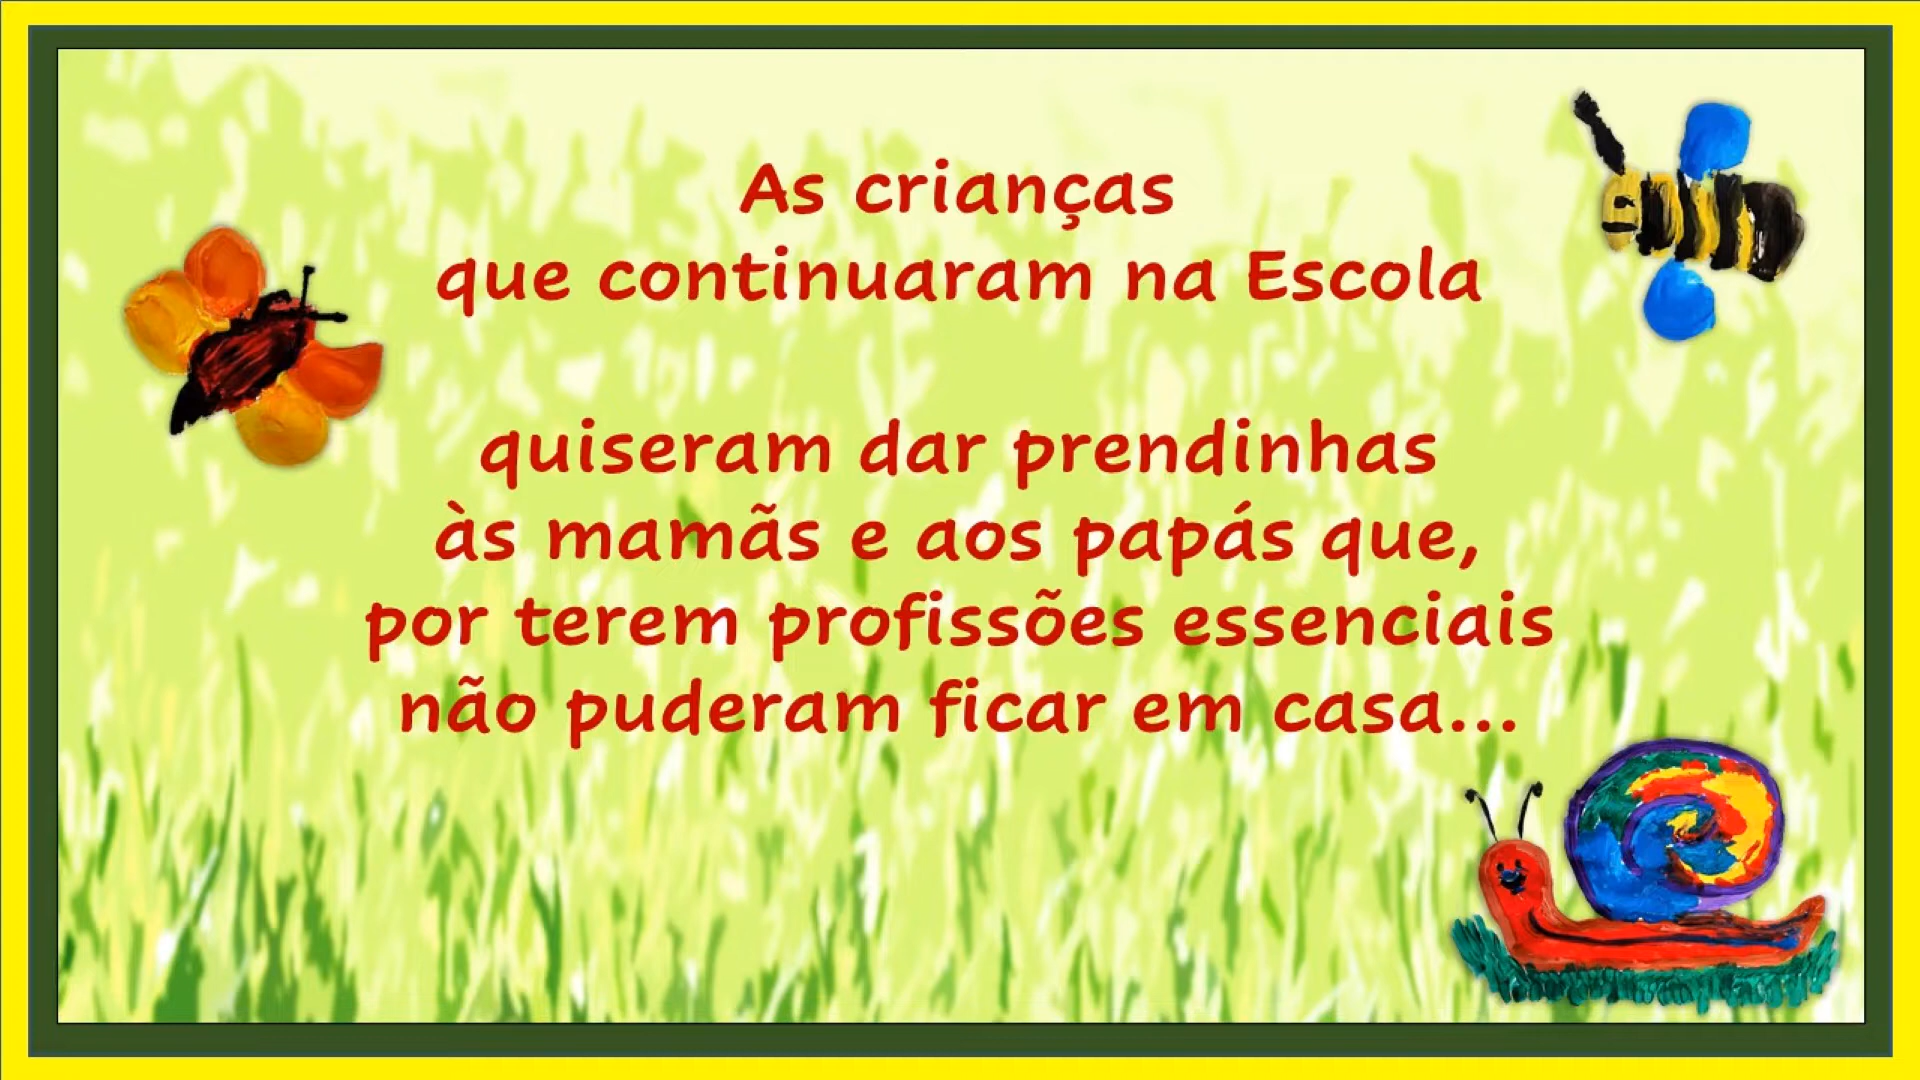 As crianças
que continuaram na Escola
quiseram dar prendinhas
às mamãs e aos papás que,
por terem profissões essenciais
não puderam ficar em casa...